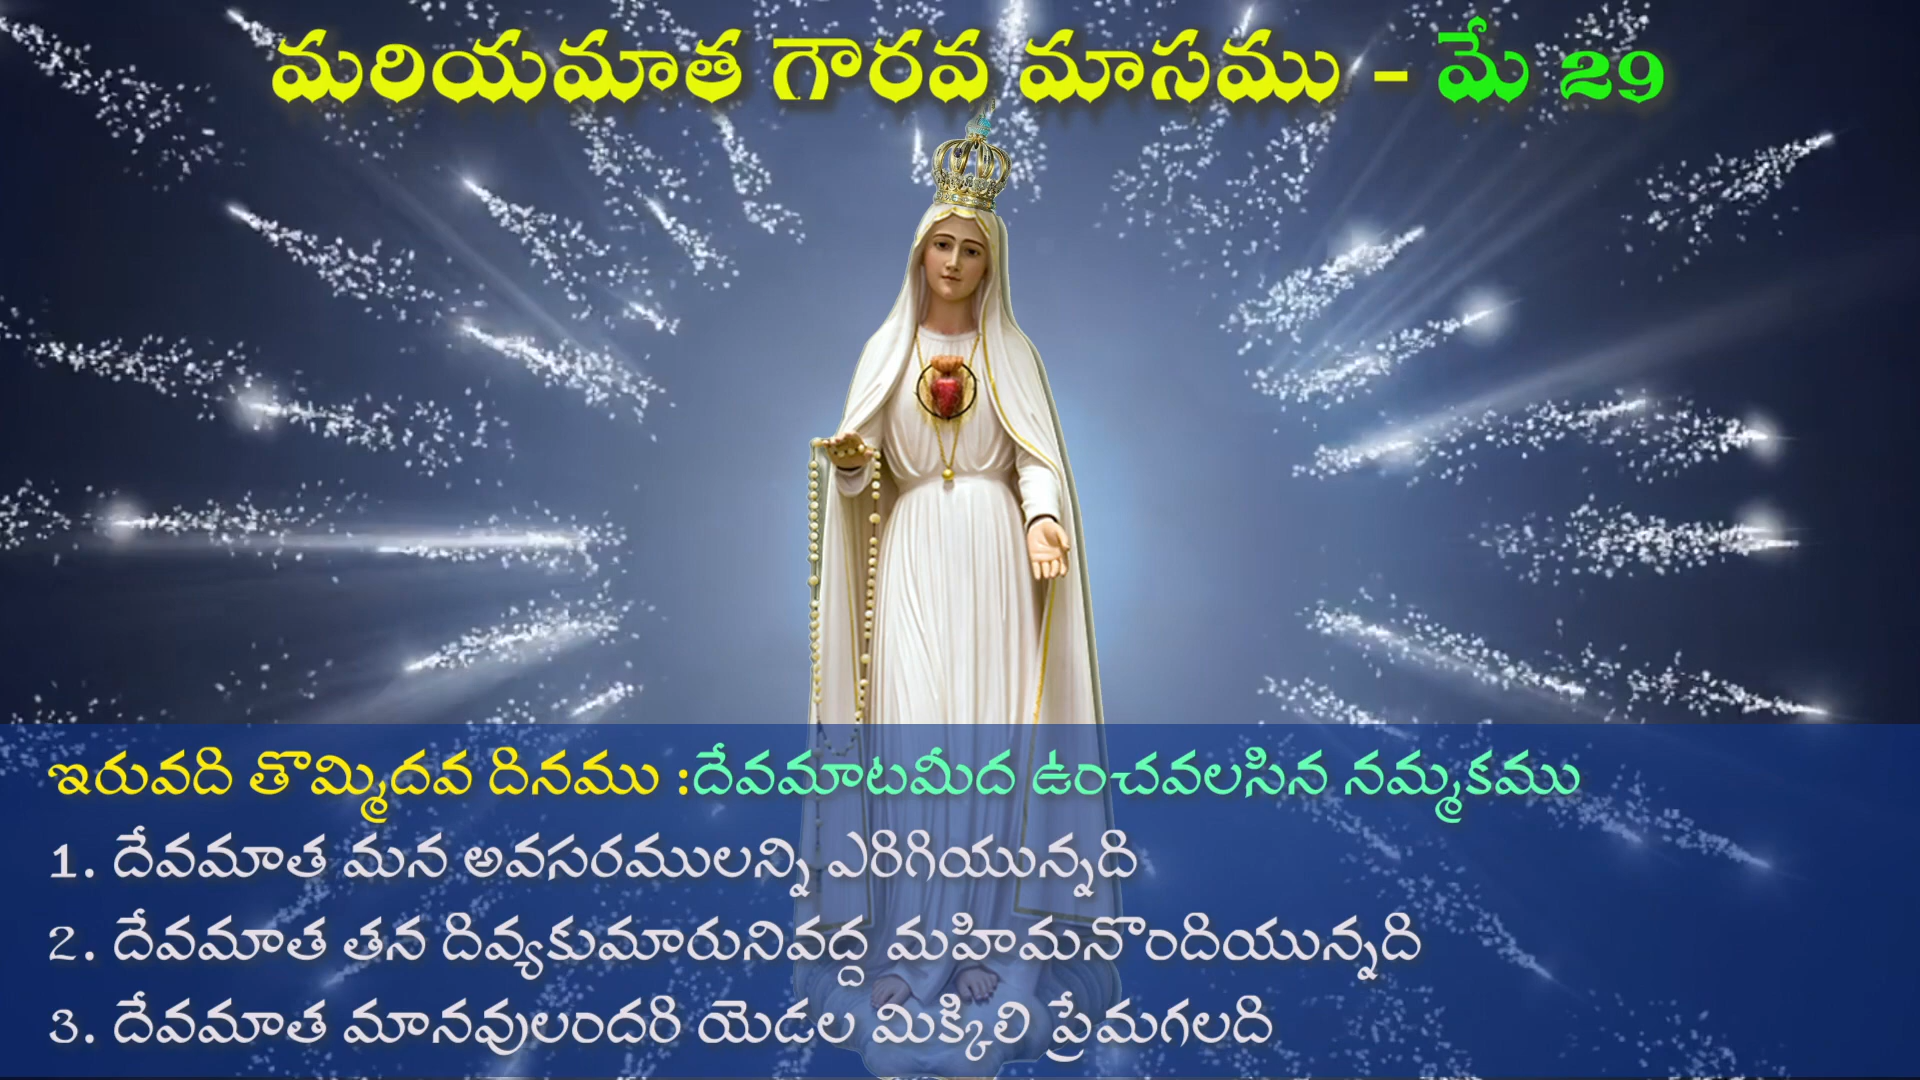 మరియమాత గౌరవ మాసము - మే 29
ఇరువది తొమ్మిదవ దినము :దేవమాటమీద ఉంచవలసిన నమ్మకము
1. దేవమాత మన అవసరములన్ని ఎరిగియున్నది
2. దేవమాత తన దివ్యకుమారునివద్ద మహిమనొందియున్నది
3. దేవమాత మానవులందరి యెడల మిక్కిలి ప్రేమగలది